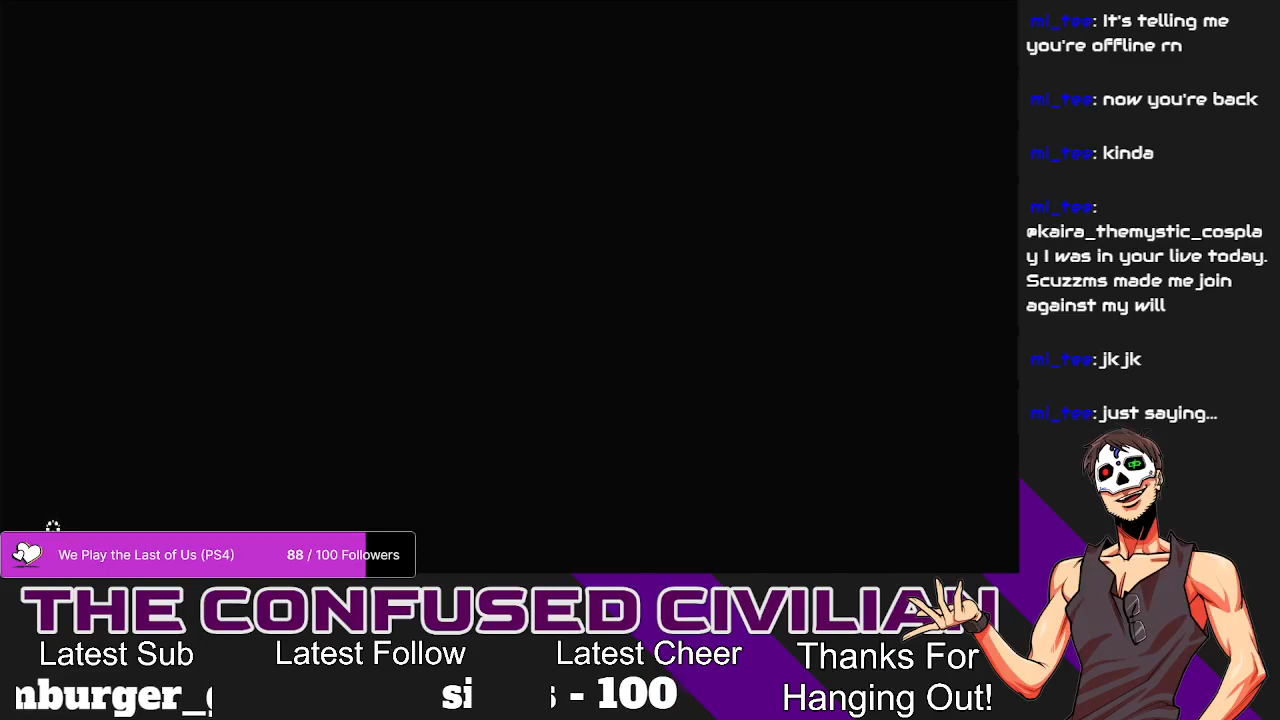 mi_tee: It's telling me
you're offline rn
mi_tee: now you're back
mi_tee: kinda
mi_tee:
@kaira_themystic_cospla
y I was in your live today.
Scuzzms made me join
against my will
mi_tee: jk jk
mi_tee: just saying...
We Play the Last of Us (PS4) 88 / 100 Followers
THE CONFUSED CIVILIAN
Latest Sub Latest Follow Latest Cheer Thanks For
nburger_ si - 100 Hanging Out!